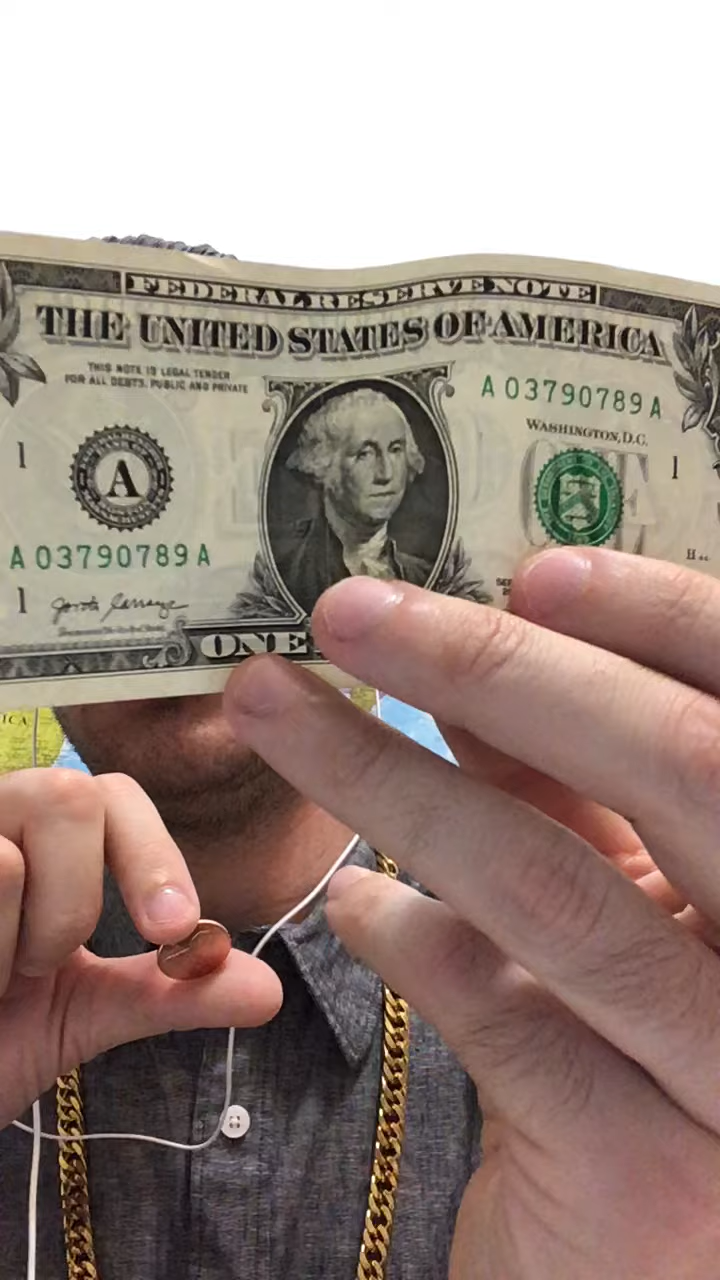 FEDERAL RESERVE NOTE
THE UNITED STATES OF AMERICA
THIS NOTE IS LEGAL TENDER
FOR ALL DEBTS, PUBLIC AND PRIVATE
A 03790789 A
WASHINGTON, D.C.
1
A
1
A 03790789 A
1
ONE
ICA